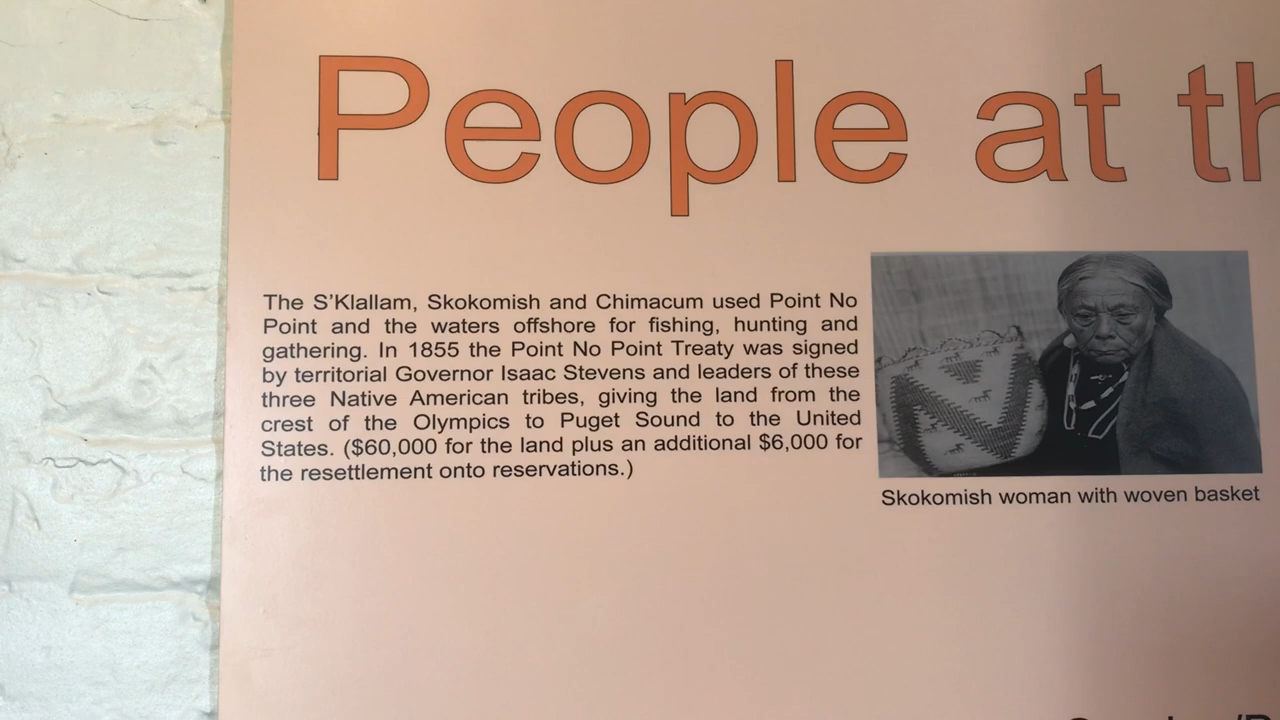 People at th
The S'Klallam, Skokomish and Chimacum used Point No
Point and the waters offshore for fishing, hunting and
gathering. In 1855 the Point No Point Treaty was signed
by territorial Governor Isaac Stevens and leaders of these
three Native American tribes, giving the land from the
crest of the Olympics to Puget Sound to the United
States. ($60,000 for the land plus an additional $6,000 for
the resettlement onto reservations.)
Skokomish woman with woven basket